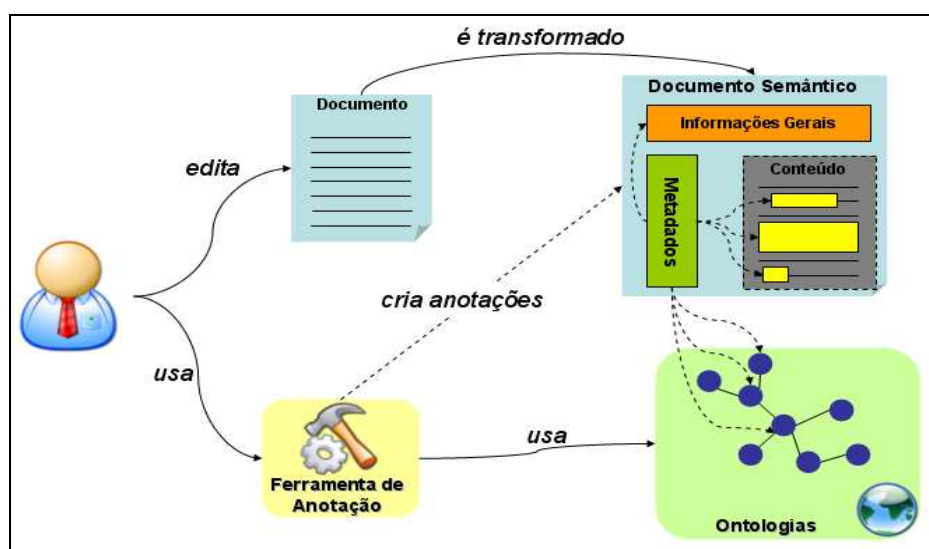 é transformado
Documento
Documento Semântico
Informações Gerais
edita
Metadados
Conteúdo
cria anotações
usa
usa
Ferramenta de
Anotação
Ontologias